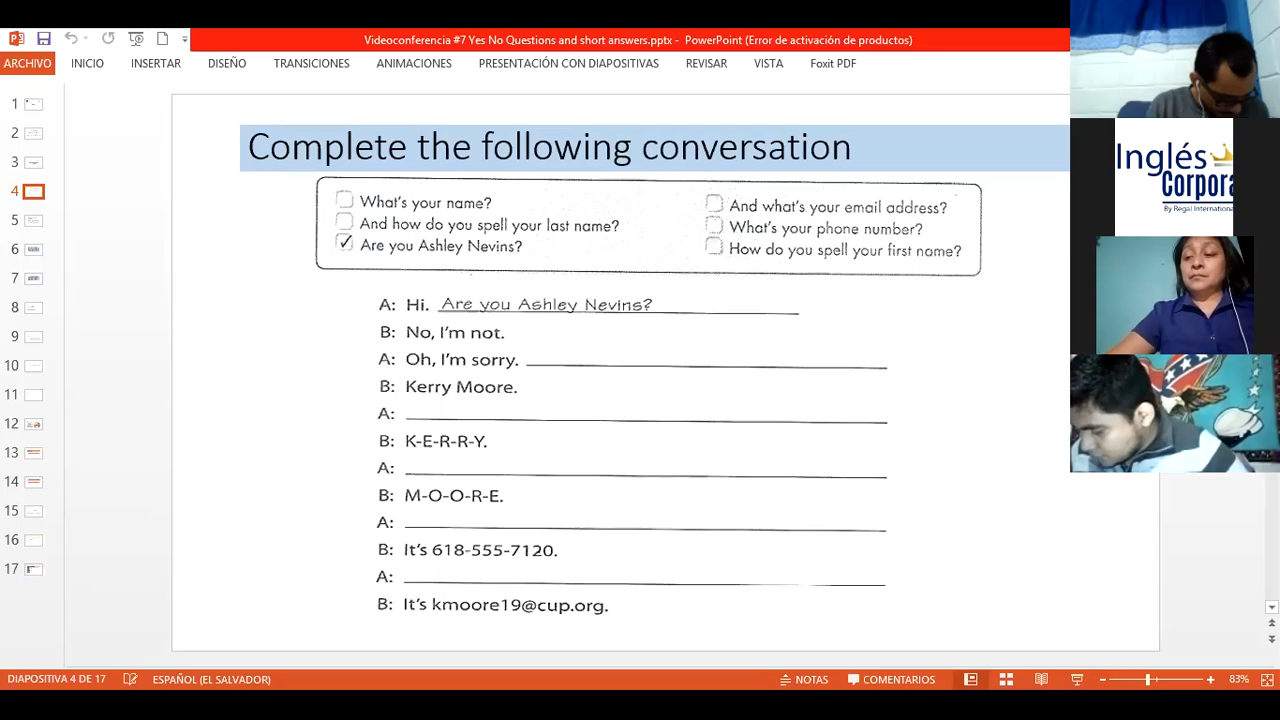 Videoconferencia #7 Yes No Questions and short answers.pptx - PowerPoint (Error de activación de productos)
ARCHIVO INICIO INSERTAR DISEÑO TRANSICIONES ANIMACIONES PRESENTACIÓN CON DIAPOSITIVAS REVISAR VISTA Foxit PDF
1
2
3
4
5
6
7
8
9
10
11
12
13
14
15
16
17
Complete the following conversation
What's your name?
And how do you spell your last name?
Are you Ashley Nevins?
And what's your email address?
What's your phone number?
How do you spell your first name?
A: Hi. Are you Ashley Nevins?
B: No, I'm not.
A: Oh, I'm sorry.
B: Kerry Moore.
A:
B: K-E-R-R-Y.
A:
B: M-O-O-R-E.
A:
B: It's 618-555-7120.
A:
B: It's kmoore19@cup.org.
Inglés
Corpora
By Regal International
DIAPOSITIVA 4 DE 17 ESPAÑOL (EL SALVADOR) NOTAS COMENTARIOS 83%